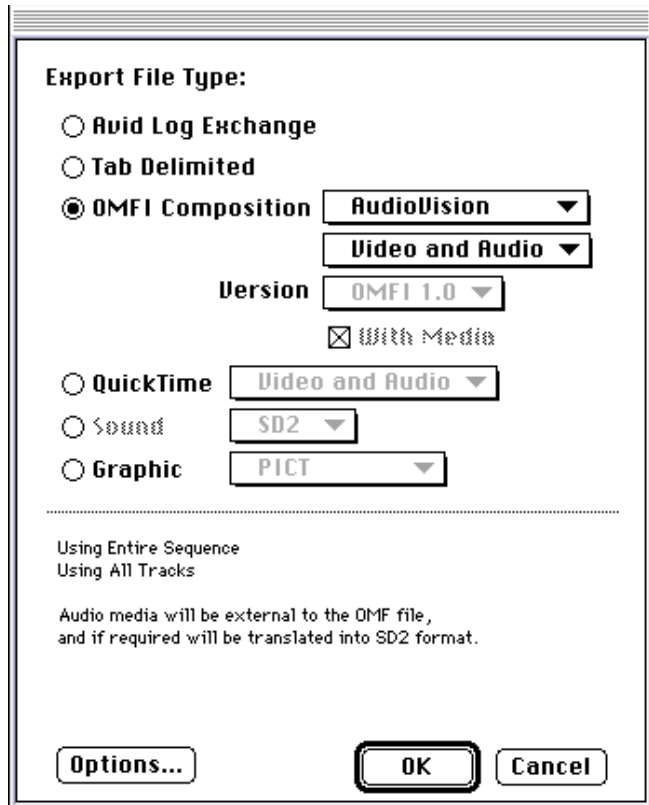 Export File Type:
Avid Log Exchange
Tab Delimited
OMFI Composition AudioVision
Video and Audio
Version OMFI 1.0
With Media
QuickTime Video and Audio
Sound SD2
Graphic PICT
Using Entire Sequence
Using All Tracks
Audio media will be external to the OMF file,
and if required will be translated into SD2 format.
Options... OK Cancel